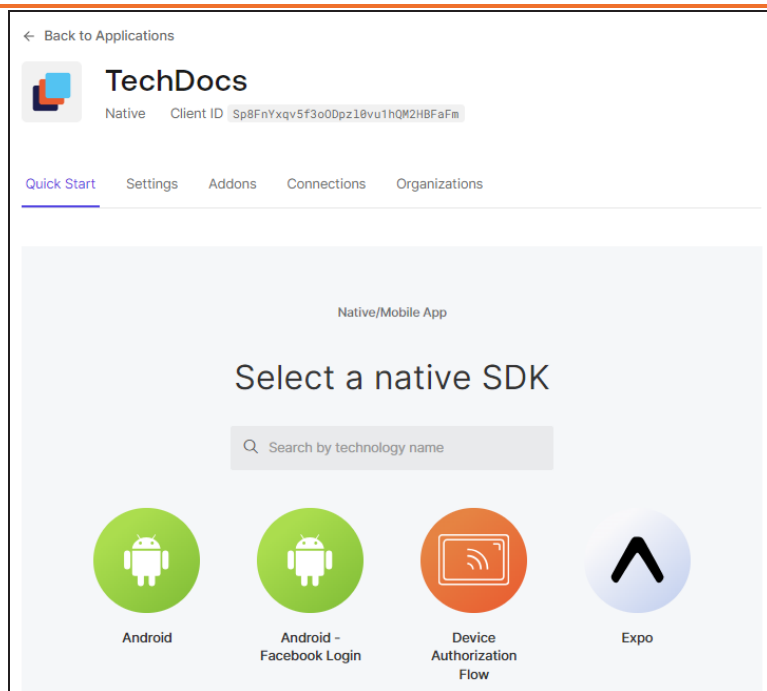 ← Back to Applications
TechDocs
Native Client ID Sp8FnYxqv5f3oODpzl0vu1hQM2HBFaFm
Quick Start Settings Addons Connections Organizations
Native/Mobile App
Select a native SDK
Search by technology name
Android
Android -
Facebook Login
Device
Authorization
Flow
Expo